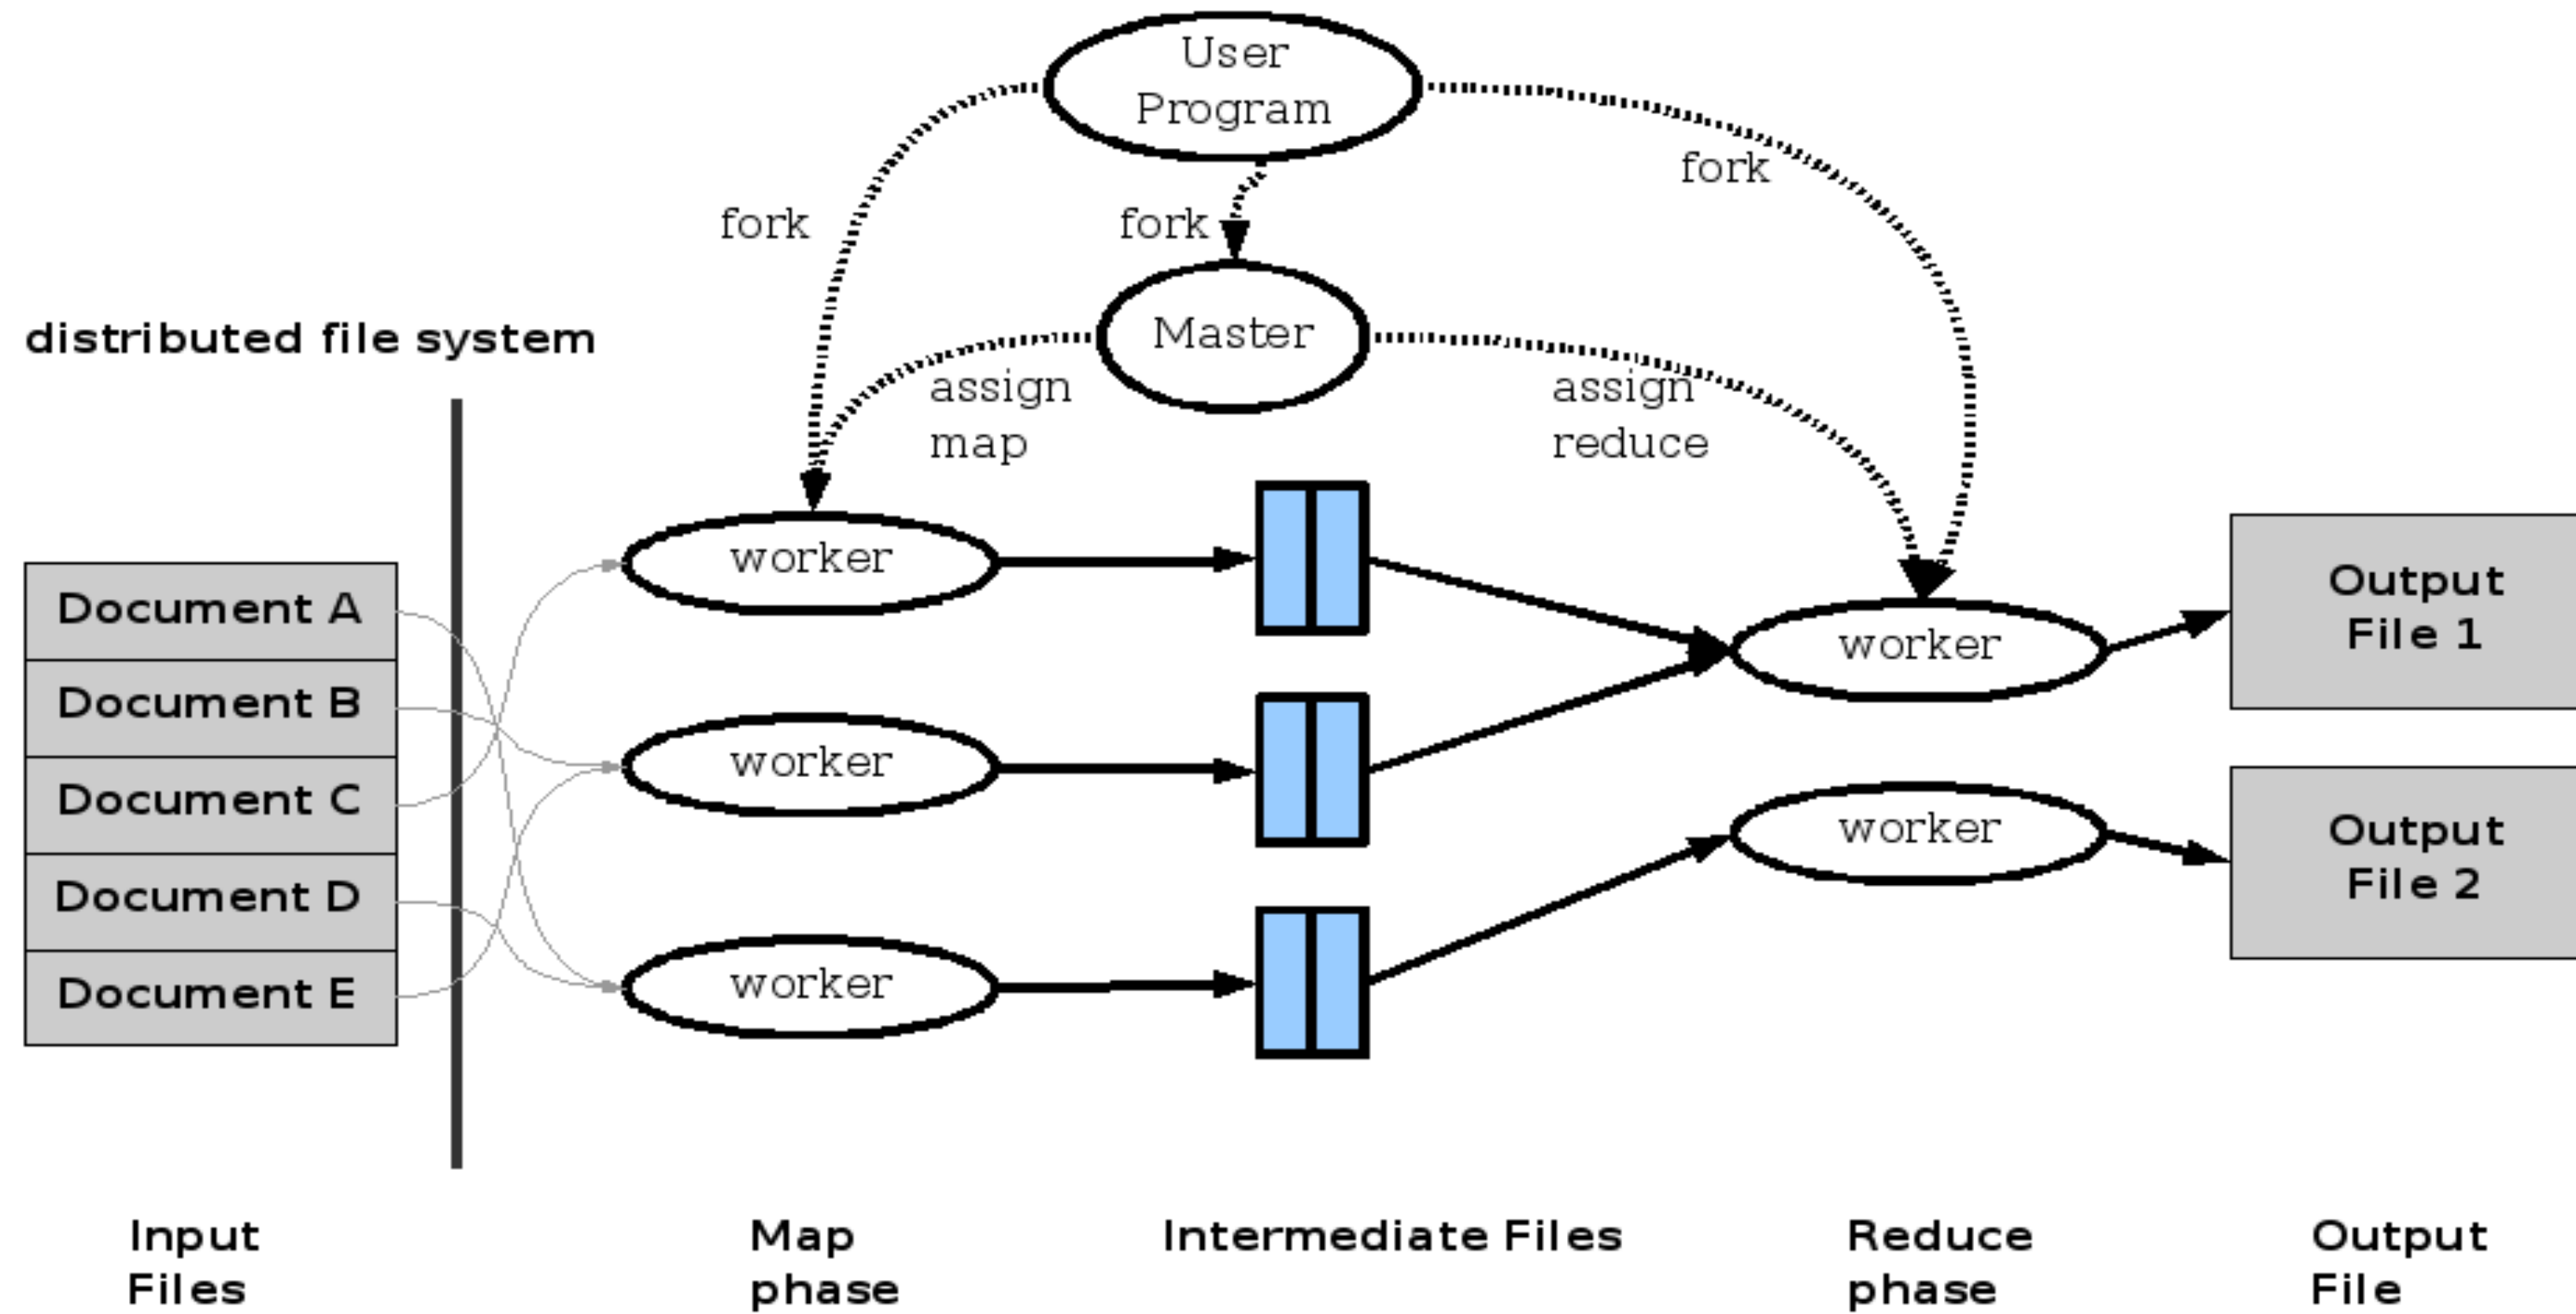 User
Program
fork
fork
fork
distributed file system
Master
assign
map
assign
reduce
worker
worker
worker
Document A
Document B
Document C
Document D
Document E
worker
worker
Output
File 1
Output
File 2
Input
Files
Map
phase
Intermediate Files
Reduce
phase
Output
File